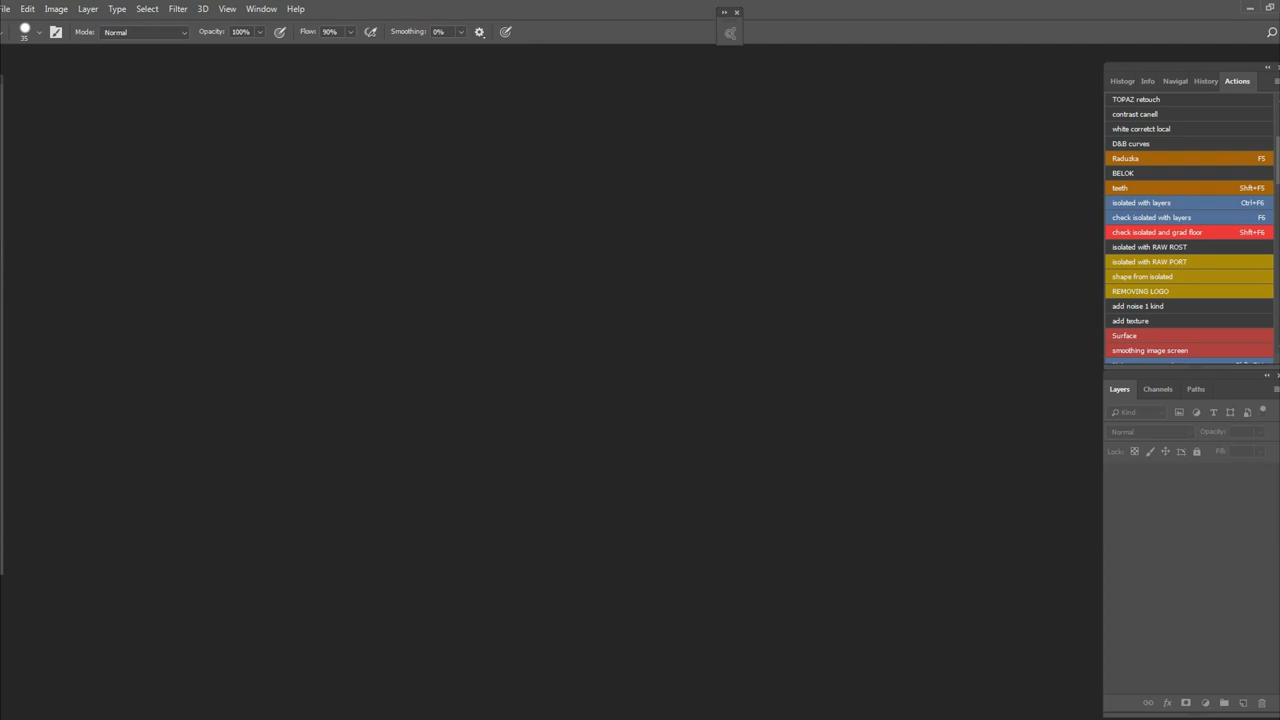 File Edit Image Layer Type Select Filter 3D View Window Help
35 Mode: Normal Opacity: 100% Flow: 90% Smoothing: 0%
Histogr Info Navigat History Actions
TOPAZ retouch
contrast canell
white corretct local
D&B curves
Raduzka F5
BELOK
teeth Shft+F5
isolated with layers Ctrl+F6
check isolated with layers F6
check isolated and grad floor Shft+F6
isolated with RAW ROST
isolated with RAW PORT
shape from isolated
REMOVING LOGO
add noise 1 kind
add texture
Surface
smoothing image screen
Layers Channels Paths
Kind
Normal Opacity:
Lock: Fill: